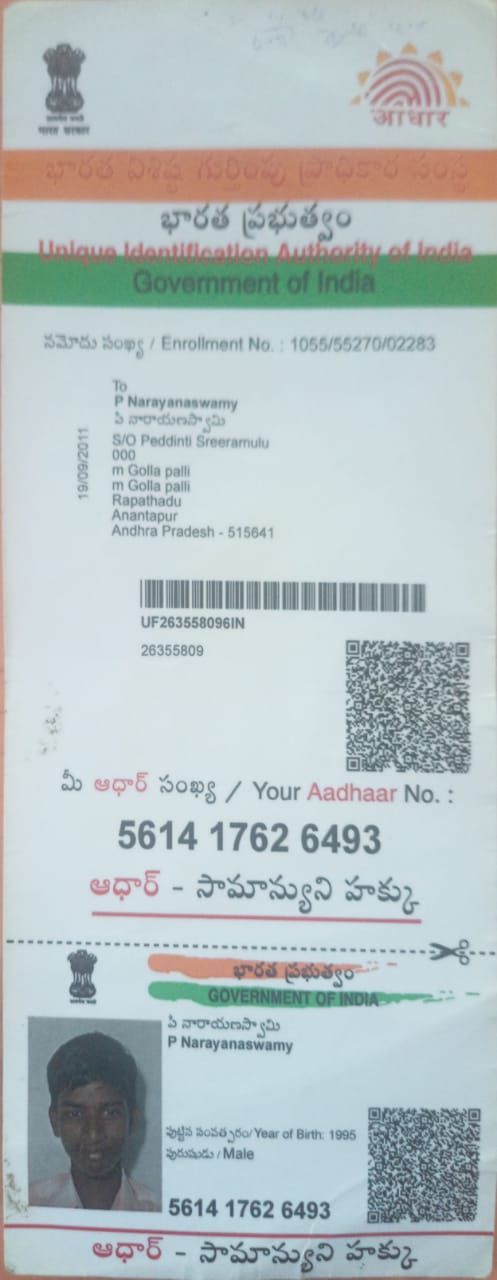 भारत सरकार
आधार
భారత విశిష్ట గుర్తింపు ప్రాధికార సంస్థ
భారత ప్రభుత్వం
Unique Identification Authority of India
Government of India
సమోదు సంఖ్య / Enrollment No. : 1055/55270/02283
19/09/2011
To
P Narayanaswamy
పి నారాయణస్వామి
S/O Peddinti Sreeramulu
000
m Golla palli
m Golla palli
Rapathadu
Anantapur
Andhra Pradesh - 515641
UF263558096IN
26355809
మీ ఆధార్ సంఖ్య / Your Aadhaar No. :
5614 1762 6493
ఆధార్ - సామాన్యుని హక్కు
భారత ప్రభుత్వం
GOVERNMENT OF INDIA
పి నారాయణస్వామి
P Narayanaswamy
పుట్టిన సంవత్సరం/Year of Birth: 1995
పురుషుడు / Male
5614 1762 6493
ఆధార్ - సామాన్యుని హక్కు